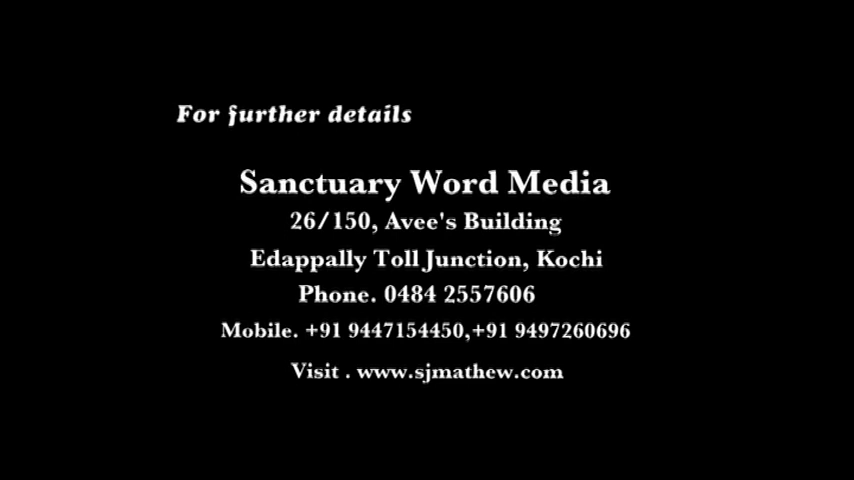 For further details
Sanctuary Word Media
26/150, Avee's Building
Edappally Toll Junction, Kochi
Phone. 0484 2557606
Mobile. +91 9447154450,+91 9497260696
Visit . www.sjmathew.com